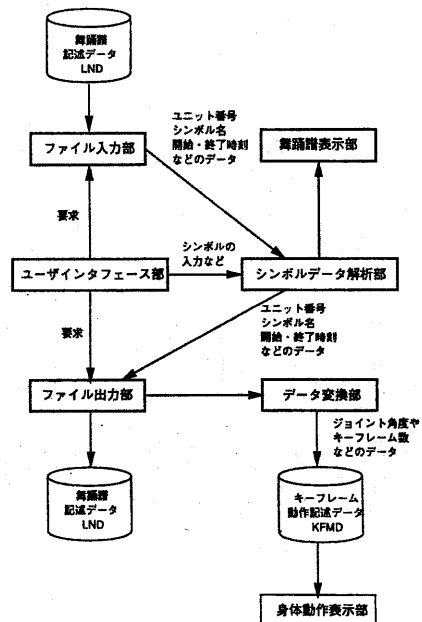 舞踊譜
記述データ
LND
ユニット番号
シンボル名
開始・終了時刻
などのデータ
ファイル入力部
舞踊譜表示部
要求
シンボルの
入力など
ユーザインタフェース部
シンボルデータ解析部
ユニット番号
シンボル名
開始・終了時刻
などのデータ
要求
ファイル出力部
データ変換部
ジョイント角度や
キーフレーム数
などのデータ
舞踊譜
記述データ
LND
キーフレーム
動作記述データ
KFMD
身体動作表示部